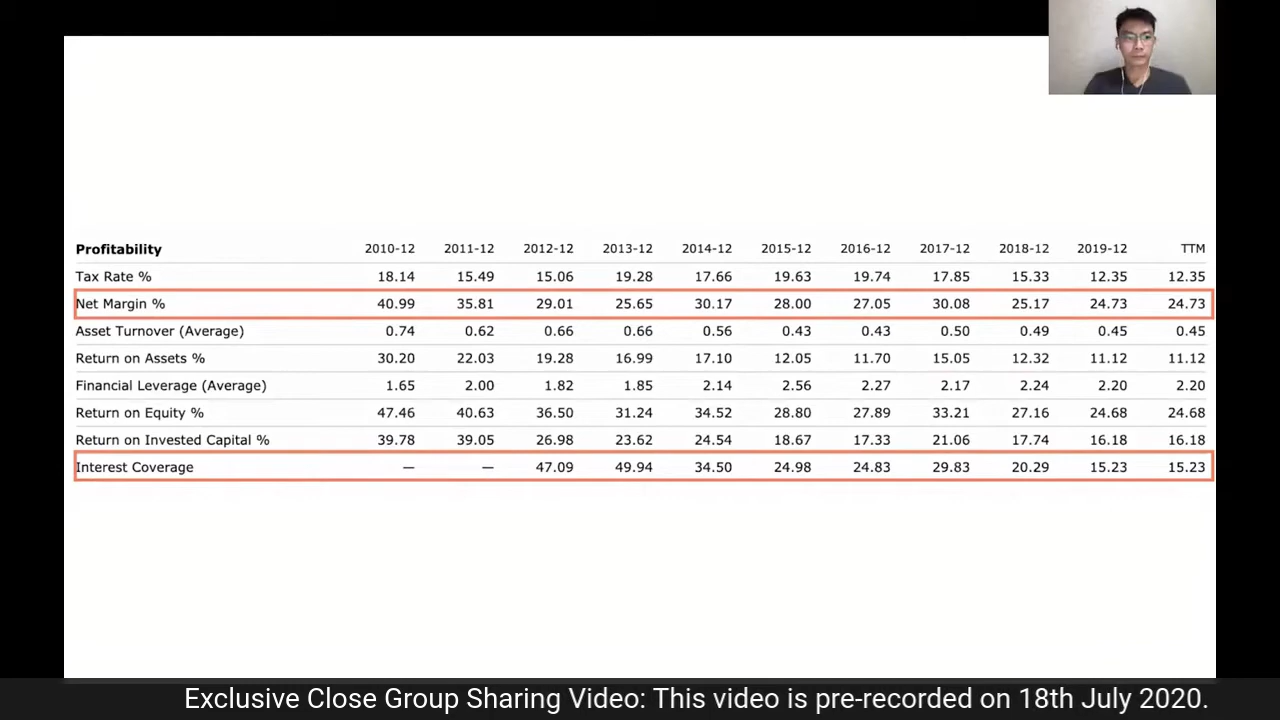 Profitability 2010-12 2011-12 2012-12 2013-12 2014-12 2015-12 2016-12 2017-12 2018-12 2019-12 TTM
Tax Rate % 18.14 15.49 15.06 19.28 17.66 19.63 19.74 17.85 15.33 12.35 12.35
Net Margin % 40.99 35.81 29.01 25.65 30.17 28.00 27.05 30.08 25.17 24.73 24.73
Asset Turnover (Average) 0.74 0.62 0.66 0.66 0.56 0.43 0.43 0.50 0.49 0.45 0.45
Return on Assets % 30.20 22.03 19.28 16.99 17.10 12.05 11.70 15.05 12.32 11.12 11.12
Financial Leverage (Average) 1.65 2.00 1.82 1.85 2.14 2.56 2.27 2.17 2.24 2.20 2.20
Return on Equity % 47.46 40.63 36.50 31.24 34.52 28.80 27.89 33.21 27.16 24.68 24.68
Return on Invested Capital % 39.78 39.05 26.98 23.62 24.54 18.67 17.33 21.06 17.74 16.18 16.18
Interest Coverage — — 47.09 49.94 34.50 24.98 24.83 29.83 20.29 15.23 15.23
Exclusive Close Group Sharing Video: This video is pre-recorded on 18th July 2020.